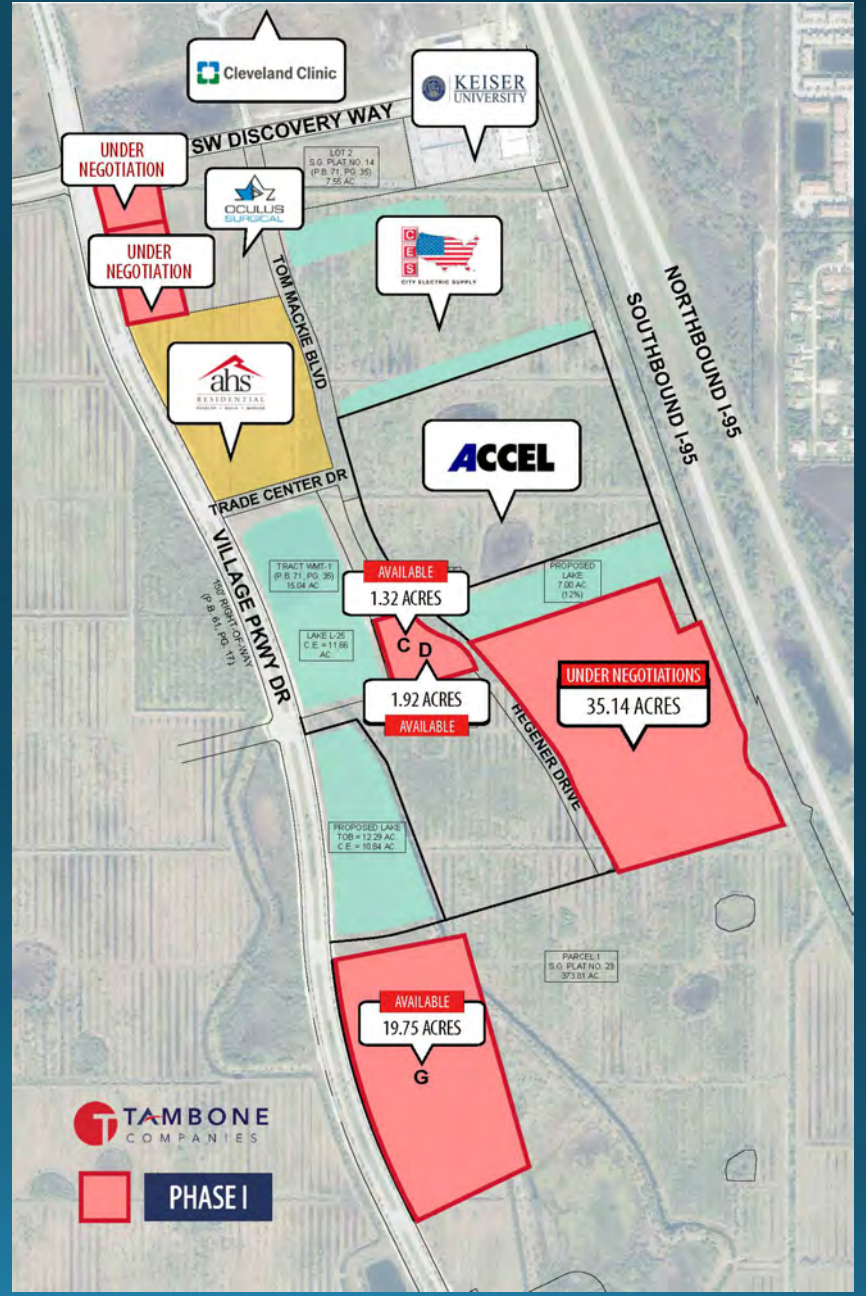 Cleveland Clinic
KEISER
UNIVERSITY
SW DISCOVERY WAY
UNDER
NEGOTIATION
LOT 2
S.G. PLAT NO. 14
(P.B. 71, PG. 35)
7.55 AC.
OCULUS
SURGICAL
UNDER
NEGOTIATION
C
E
S
CITY ELECTRIC SUPPLY
TOM MACKIE BLVD
NORTHBOUND I-95
SOUTHBOUND I-95
ahs
RESIDENTIAL
DEVELOP • BUILD • MANAGE
ACCEL
TRADE CENTER DR
VILLAGE PKWY DR
150' RIGHT-OF-WAY
(P.B. 61, PG. 17)
TRACT WMT-1
(P.B. 71, PG. 35)
15.04 AC.
AVAILABLE
1.32 ACRES
PROPOSED
LAKE
7.00 AC
(12%)
LAKE L-25
C.E. = 11.66
AC.
C
D
1.92 ACRES
AVAILABLE
UNDER NEGOTIATIONS
35.14 ACRES
HEGENER DRIVE
PROPOSED LAKE
TOB = 12.29 AC.
C.E. = 10.84 AC
PARCEL 1
S.G. PLAT NO. 23
373.81 AC.
AVAILABLE
19.75 ACRES
G
T TAMBONE
COMPANIES
PHASE I